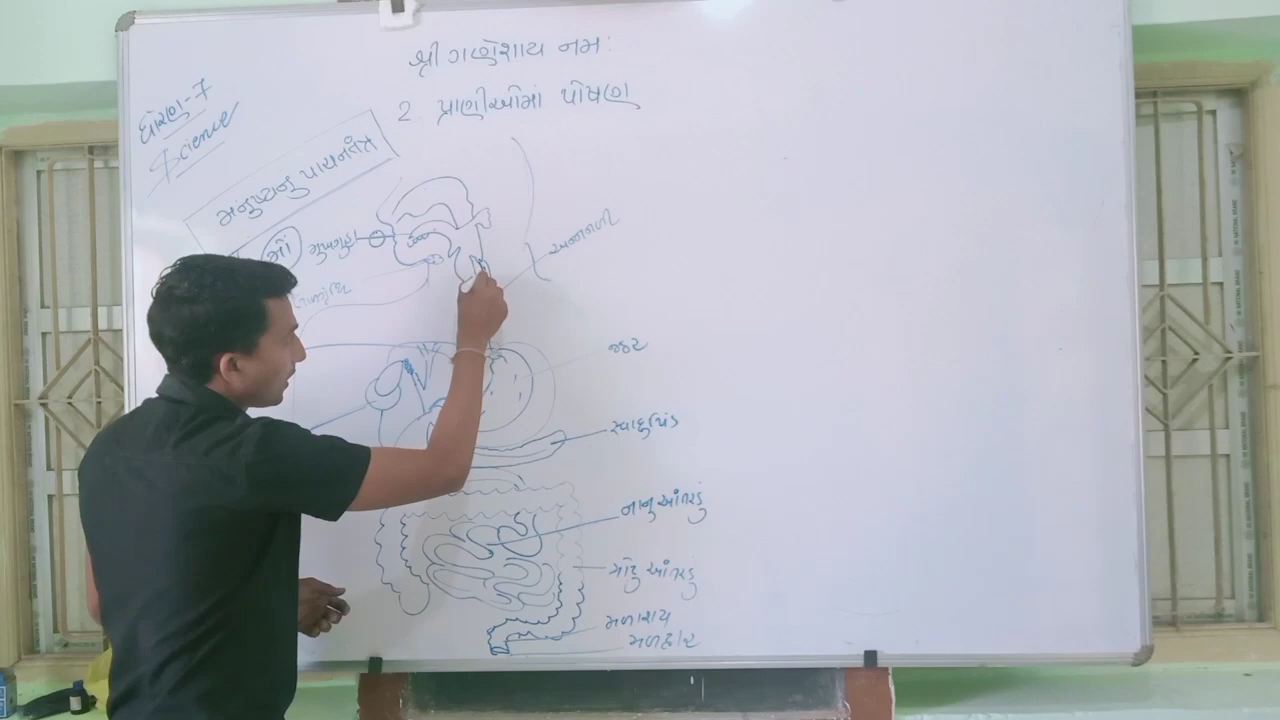 શ્રી ગણેશાય નમ:
2. પ્રાણીઓમાં પોષણ
ધોરણ-7
Science
મનુષ્યનું પાચનતંત્ર
મોં મુખગુહા
અન્નનળી
જઠર
સ્વાદુપિંડ
નાનુ આંતરડું
મોટુ આંતરડું
મળાશય
મળદ્વાર